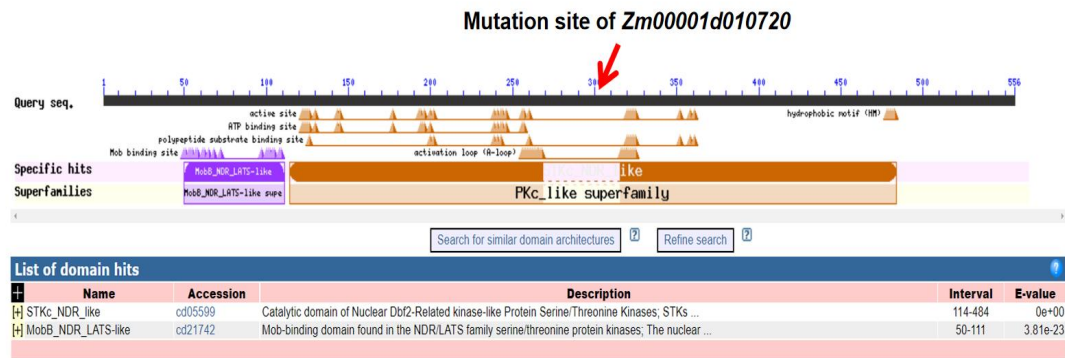 Mutation site of Zm00001d010720
1 50 100 150 200 250 300 350 400 450 500 556
Query seq.
active site
hydrophobic motif (HM)
ATP binding site
polypeptide substrate binding site
Mob binding site
activation loop (A-loop)
Specific hits
MobB_NDR_LATS-like
like
Superfamilies
MobB_NDR_LATS-like supe
PKc_like superfamily
Search for similar domain architectures ? Refine search ?
List of domain hits ?
+ Name Accession Description Interval E-value
[+] STKc_NDR_like cd05599 Catalytic domain of Nuclear Dbf2-Related kinase-like Protein Serine/Threonine Kinases; STKs ... 114-484 0e+00
[+] MobB_NDR_LATS-like cd21742 Mob-binding domain found in the NDR/LATS family serine/threonine protein kinases; The nuclear ... 50-111 3.81e-23